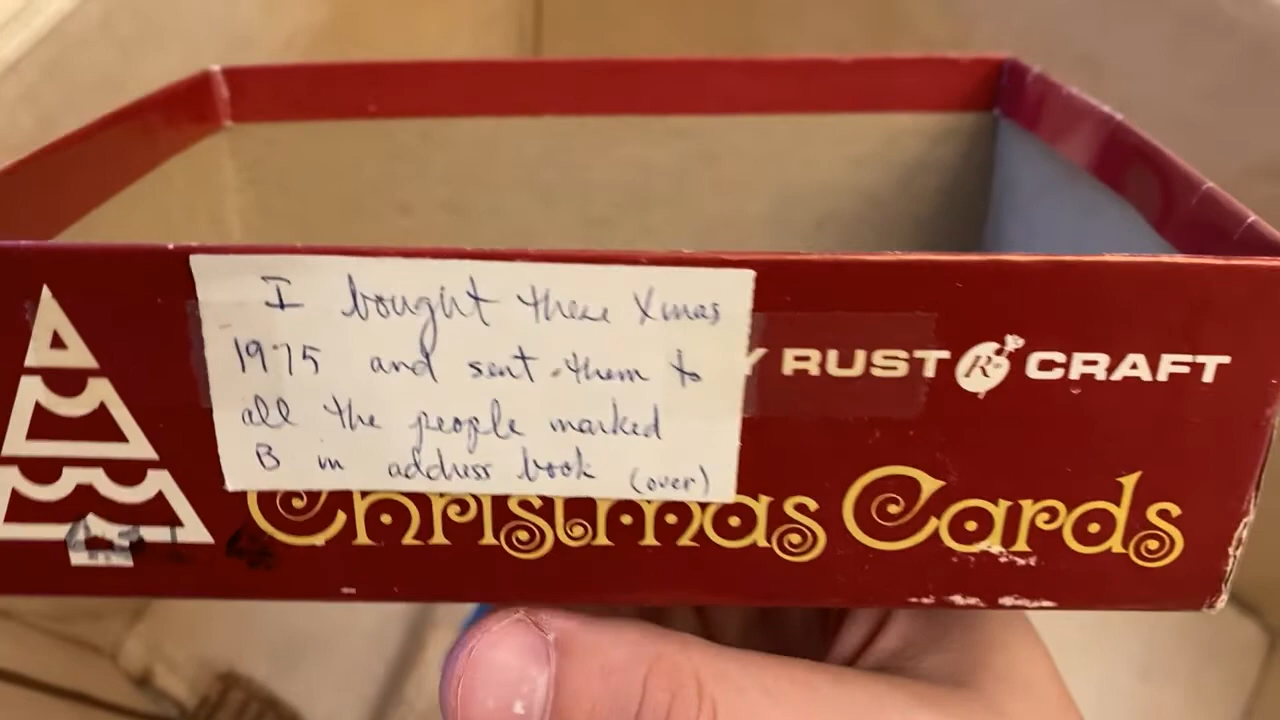 I bought these Xmas
1975 and sent them to
all the people marked
B in address book (over)
Y RUST R CRAFT
Christmas Cards